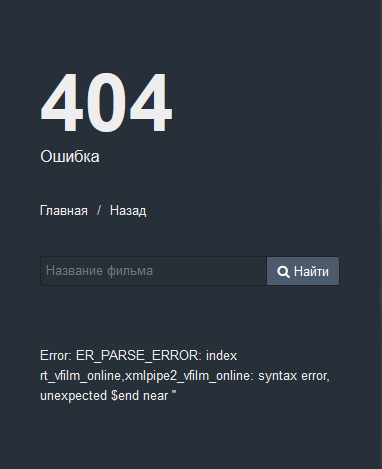 404
Ошибка
Главная / Назад
Название фильма Найти
Error: ER_PARSE_ERROR: index
rt_vfilm_online,xmlpipe2_vfilm_online: syntax error,
unexpected $end near ''